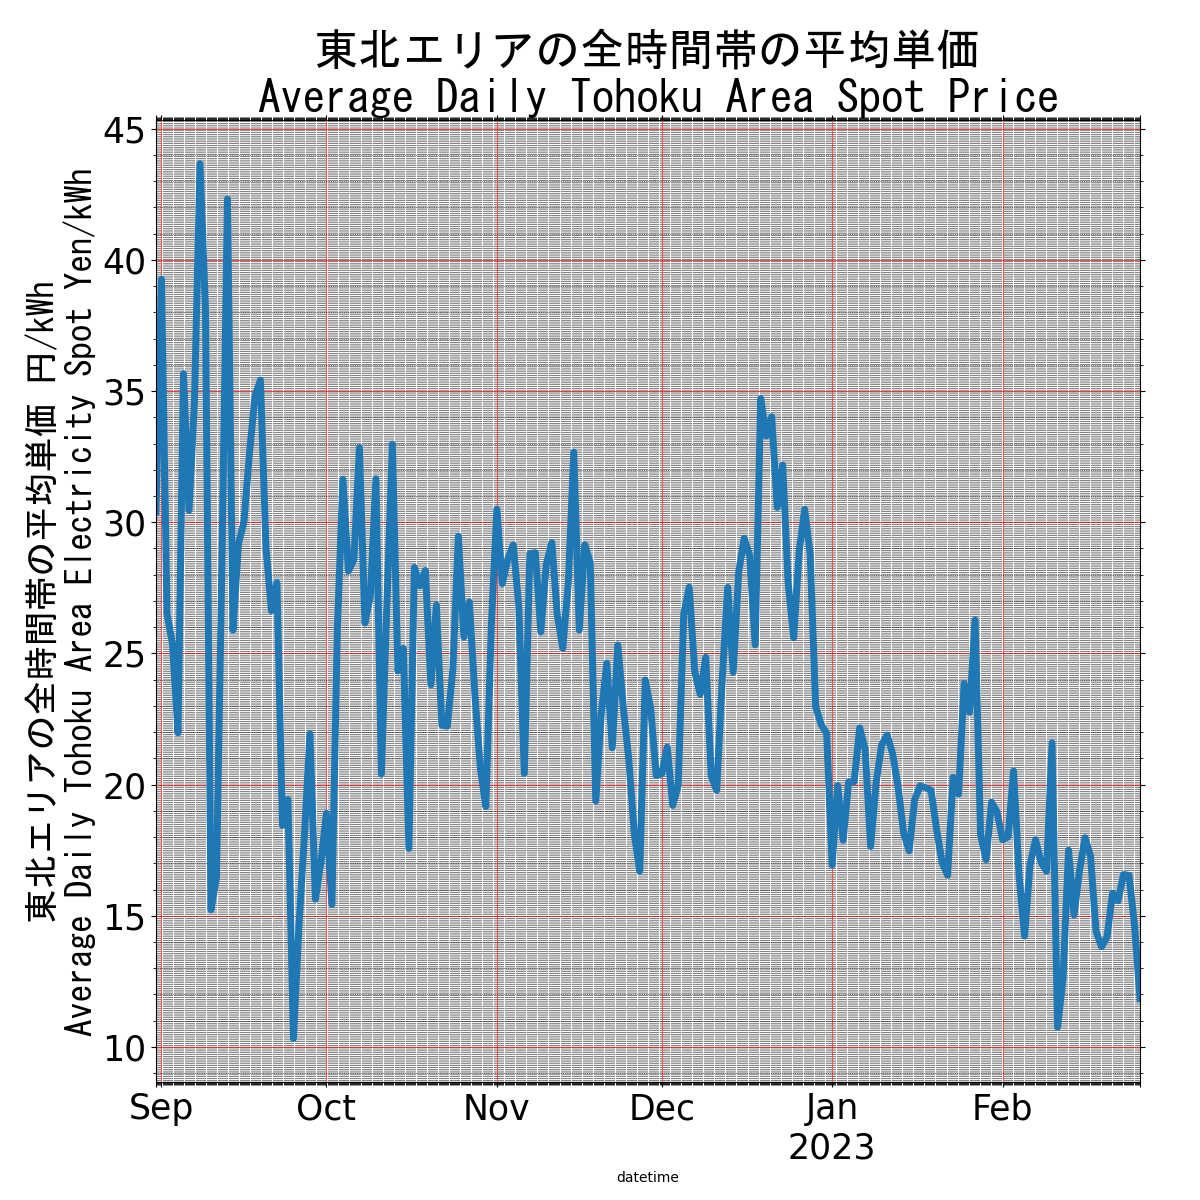 東北エリアの全時間帯の平均単価
Average Daily Tohoku Area Spot Price
東北エリアの全時間帯の平均単価 円/kWh
Average Daily Tohoku Area Electricity Spot Yen/kWh
45
40
35
30
25
20
15
10
Sep
Oct
Nov
Dec
Jan
2023
Feb
datetime